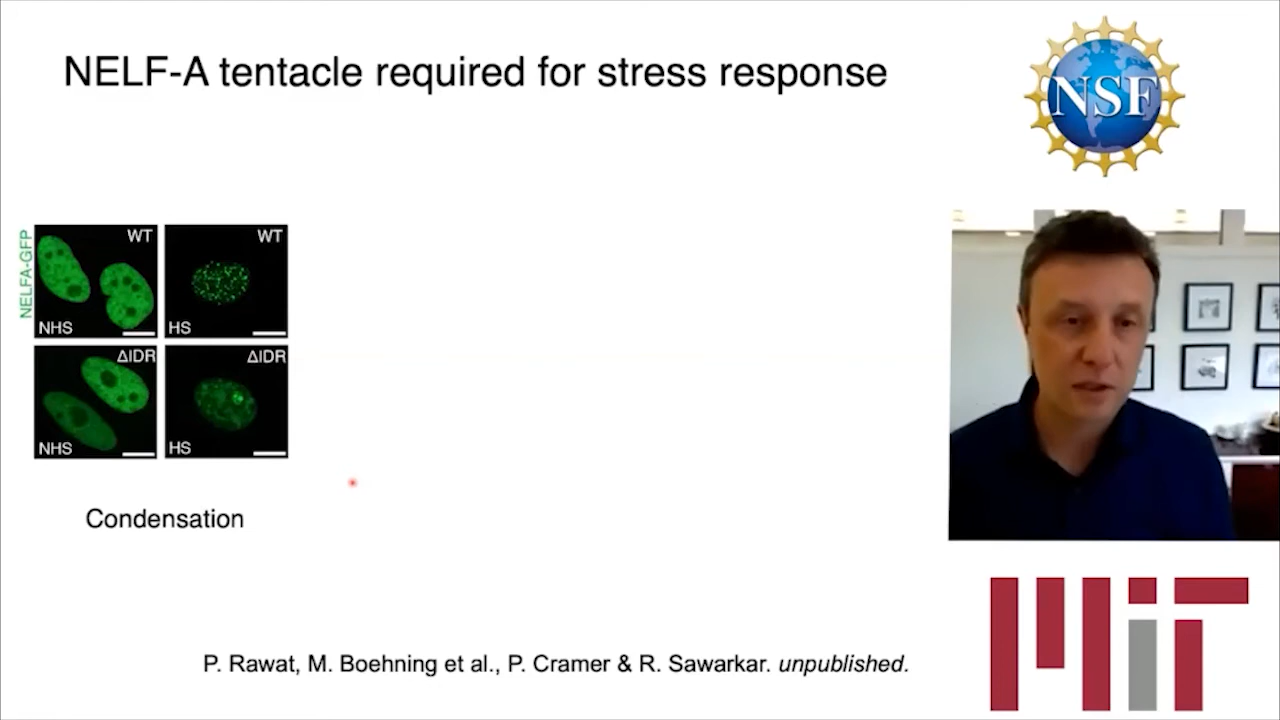 NELF-A tentacle required for stress response
NSF
NELFA-GFP
WT
WT
NHS
HS
ΔIDR
ΔIDR
NHS
HS
Condensation
P. Rawat, M. Boehning et al., P. Cramer & R. Sawarkar. unpublished.
MIT